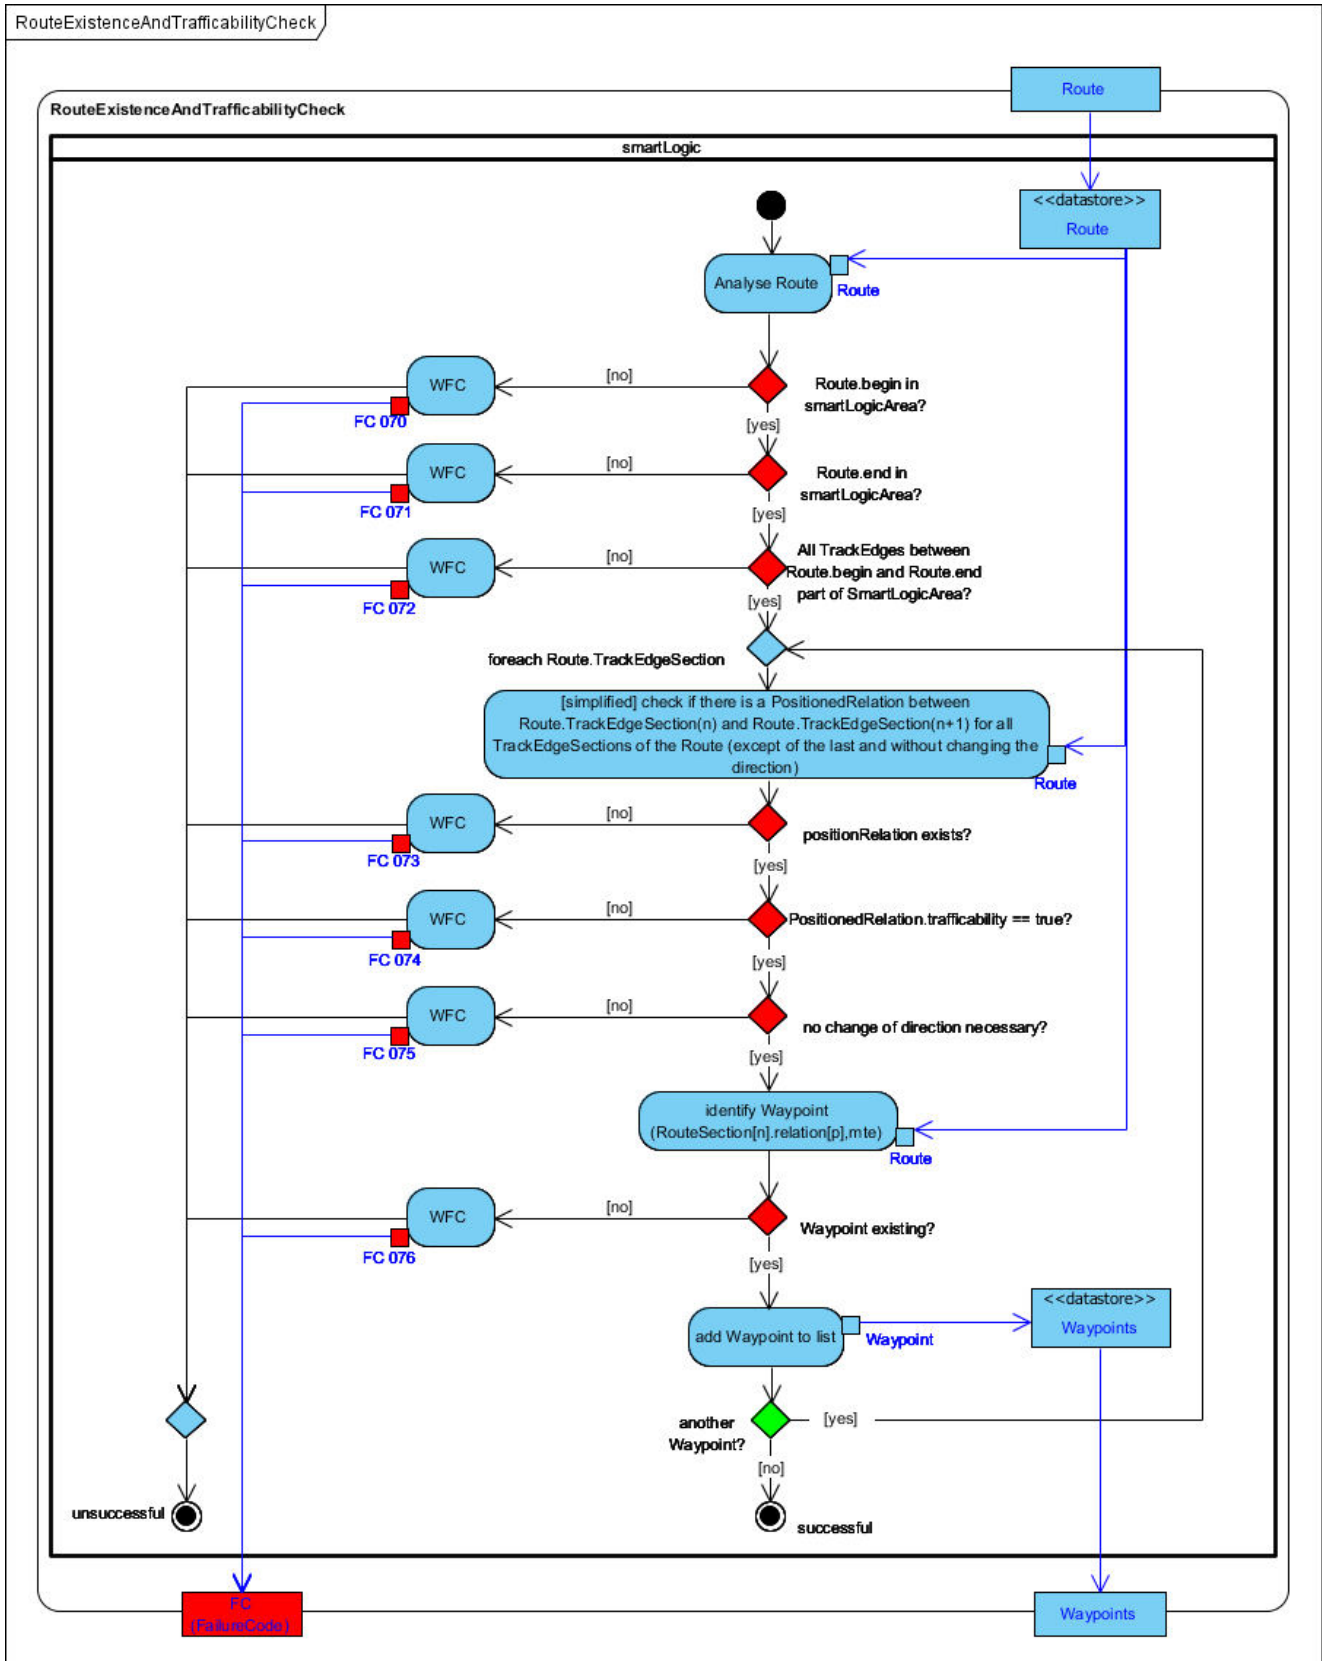 RouteExistenceAndTrafficabilityCheck
Route
RouteExistenceAndTrafficabilityCheck
smartLogic
<<datastore>>
Route
Analyse Route
Route
WFC
[no]
Route.begin in
smartLogicArea?
FC 070
[yes]
WFC
[no]
Route.end in
smartLogicArea?
FC 071
[yes]
WFC
[no]
All TrackEdges between
Route.begin and Route.end
part of SmartLogicArea?
FC 072
[yes]
foreach Route.TrackEdgeSection
[simplified] check if there is a PositionedRelation between
Route.TrackEdgeSection(n) and Route.TrackEdgeSection(n+1) for all
TrackEdgeSections of the Route (except of the last and without changing the
direction)
Route
WFC
[no]
positionRelation exists?
FC 073
[yes]
WFC
[no]
PositionedRelation.trafficability == true?
FC 074
[yes]
WFC
[no]
no change of direction necessary?
FC 075
[yes]
identify Waypoint
(RouteSection[n].relation[p],mte)
Route
WFC
[no]
Waypoint existing?
FC 076
[yes]
<<datastore>>
Waypoints
add Waypoint to list
Waypoint
another
Waypoint?
[yes]
[no]
unsuccessful
successful
FC
(FailureCode)
Waypoints